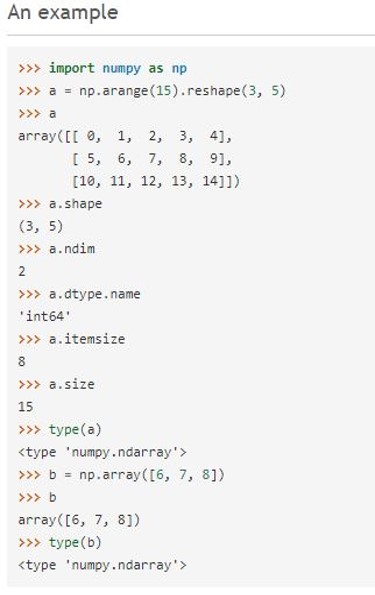 An example
>>> import numpy as np
>>> a = np.arange(15).reshape(3, 5)
>>> a
array([[ 0,  1,  2,  3,  4],
       [ 5,  6,  7,  8,  9],
       [10, 11, 12, 13, 14]])
>>> a.shape
(3, 5)
>>> a.ndim
2
>>> a.dtype.name
'int64'
>>> a.itemsize
8
>>> a.size
15
>>> type(a)
<type 'numpy.ndarray'>
>>> b = np.array([6, 7, 8])
>>> b
array([6, 7, 8])
>>> type(b)
<type 'numpy.ndarray'>